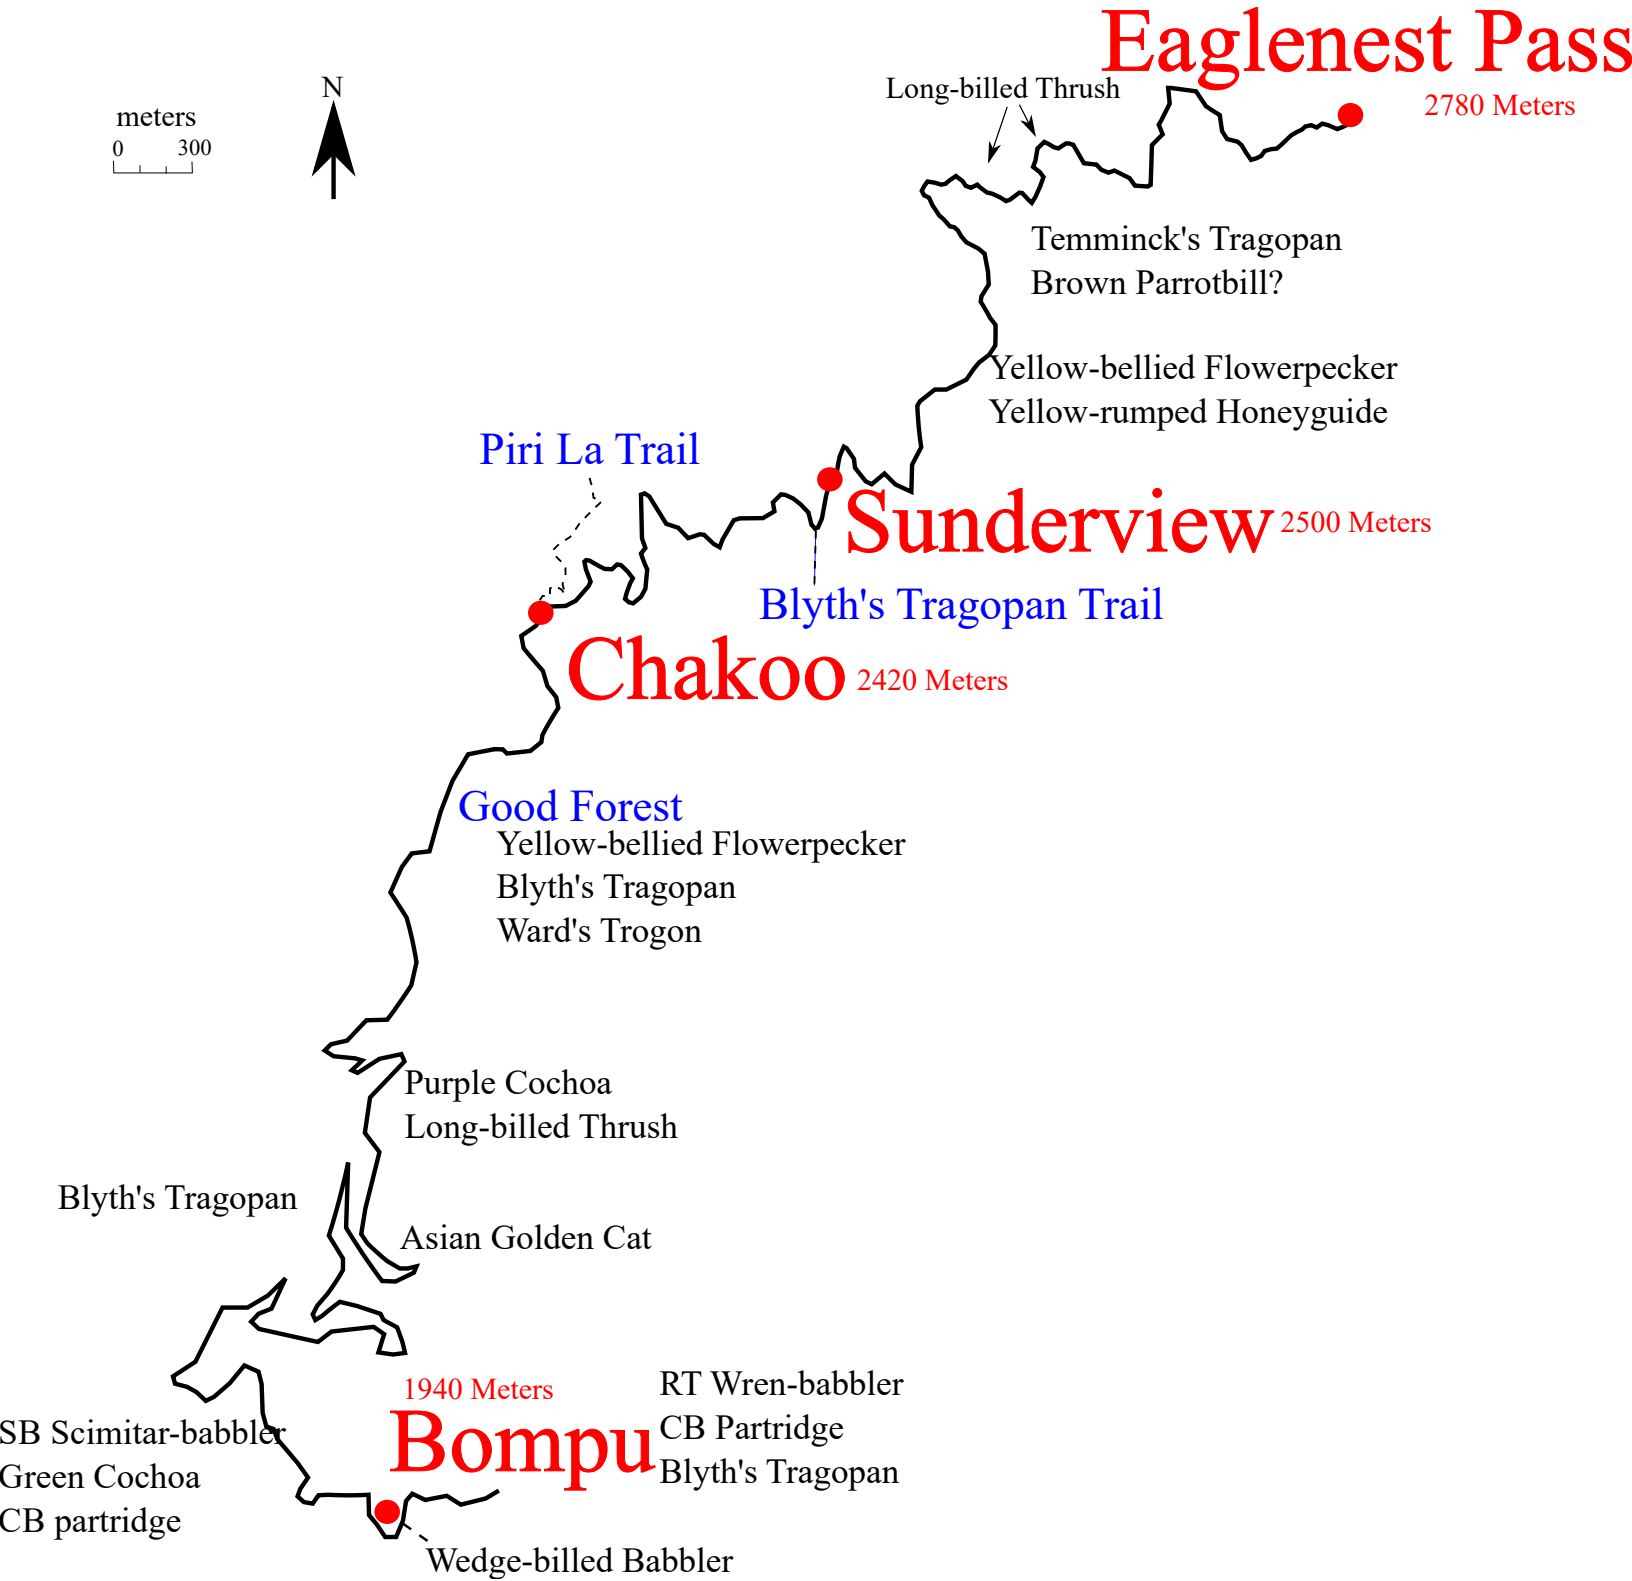 Eaglenest Pass
2780 Meters
Long-billed Thrush
N
meters
0 300
Temminck's Tragopan
Brown Parrotbill?
Yellow-bellied Flowerpecker
Yellow-rumped Honeyguide
Piri La Trail
Sunderview 2500 Meters
Blyth's Tragopan Trail
Chakoo 2420 Meters
Good Forest
Yellow-bellied Flowerpecker
Blyth's Tragopan
Ward's Trogon
Purple Cochoa
Long-billed Thrush
Blyth's Tragopan
Asian Golden Cat
1940 Meters
Bompu
RT Wren-babbler
CB Partridge
Blyth's Tragopan
SB Scimitar-babbler
Green Cochoa
CB partridge
Wedge-billed Babbler